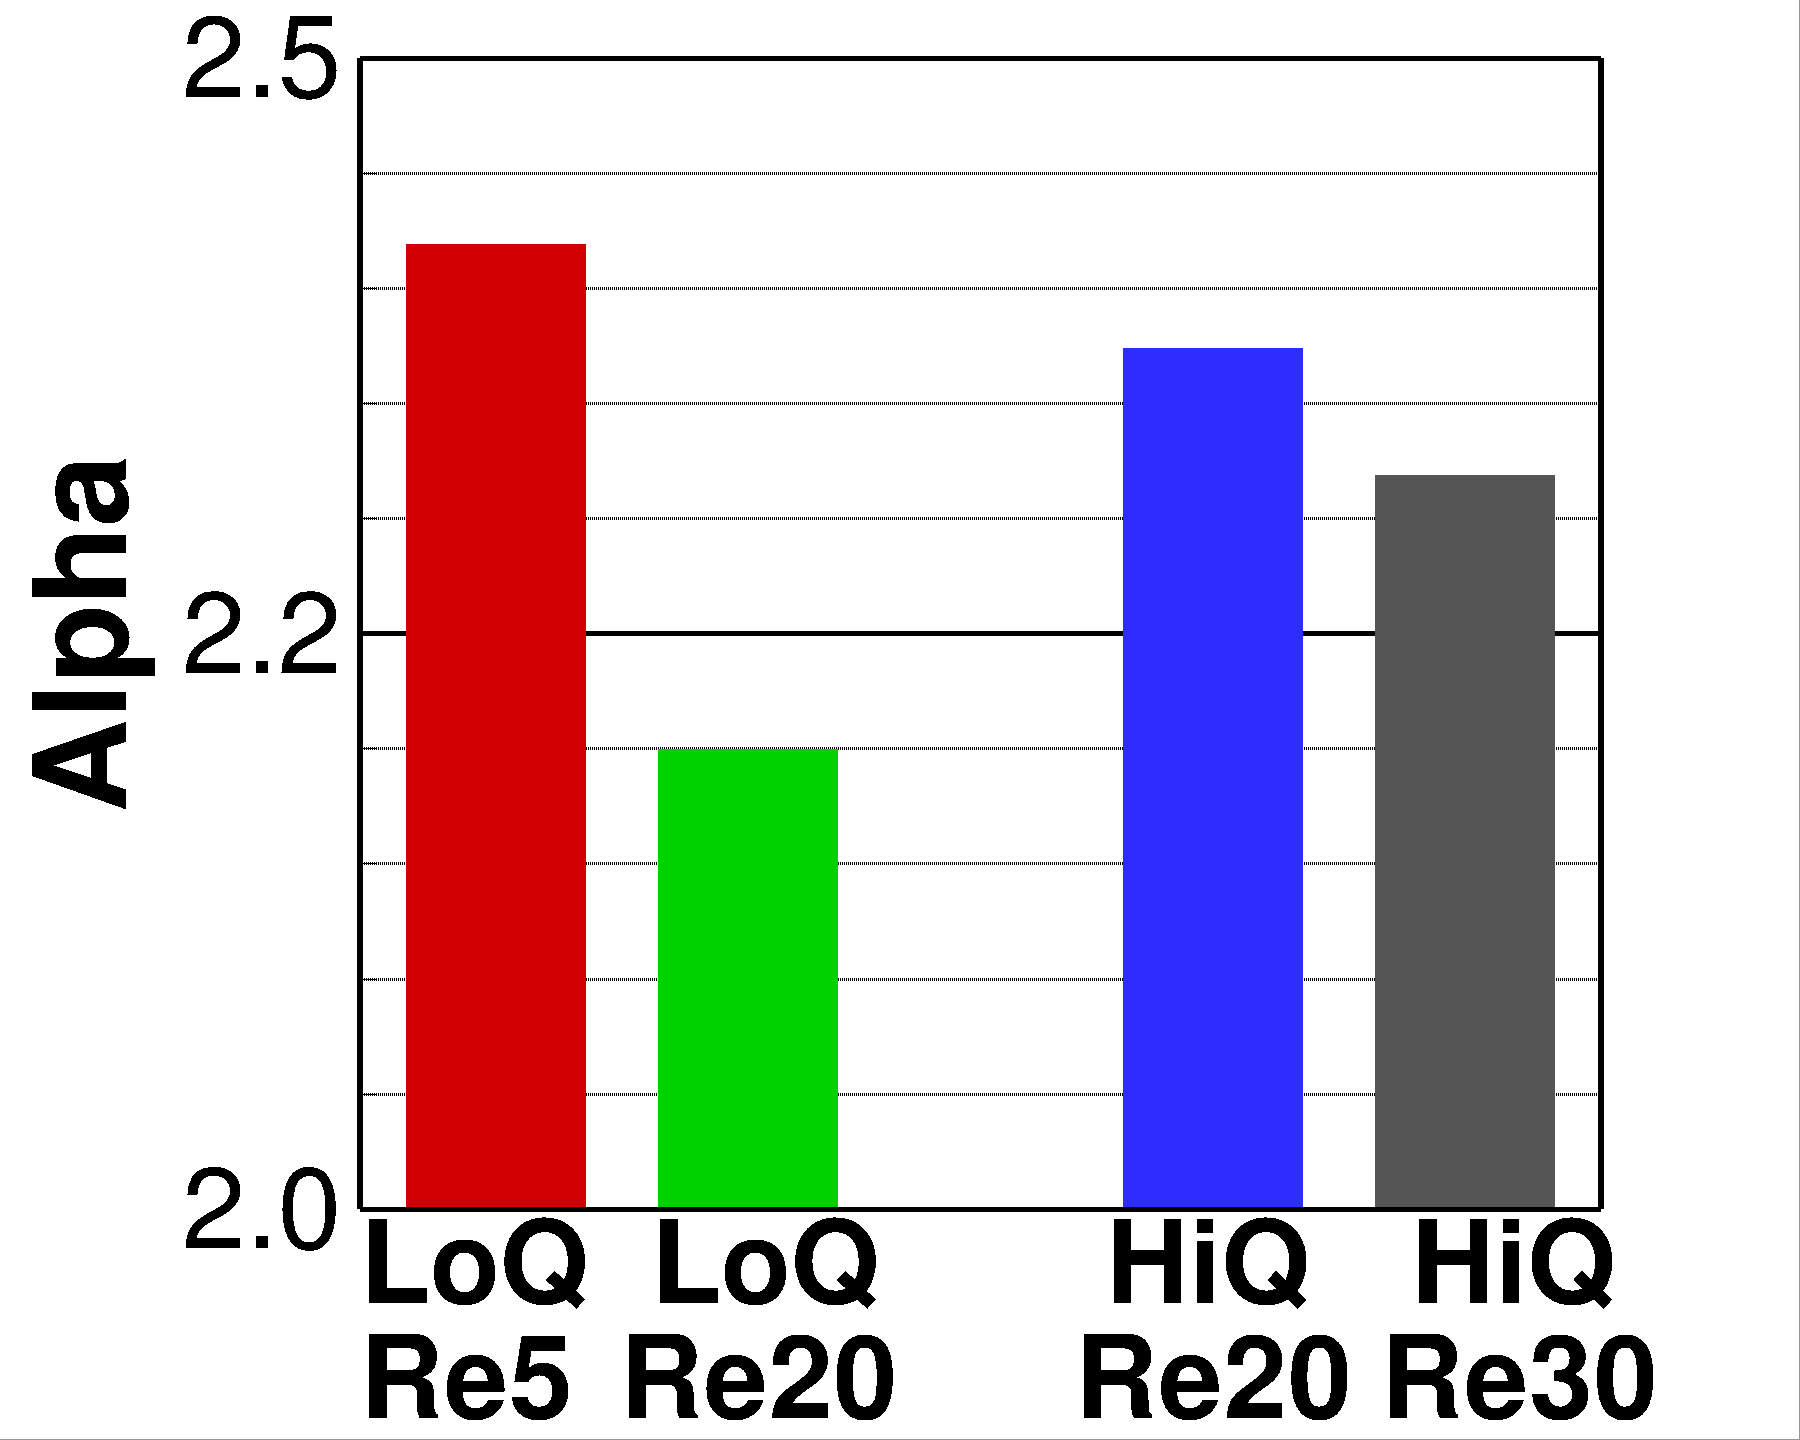 2.5
2.2
2.0
Alpha
LoQ LoQ HiQ HiQ
Re5 Re20 Re20 Re30